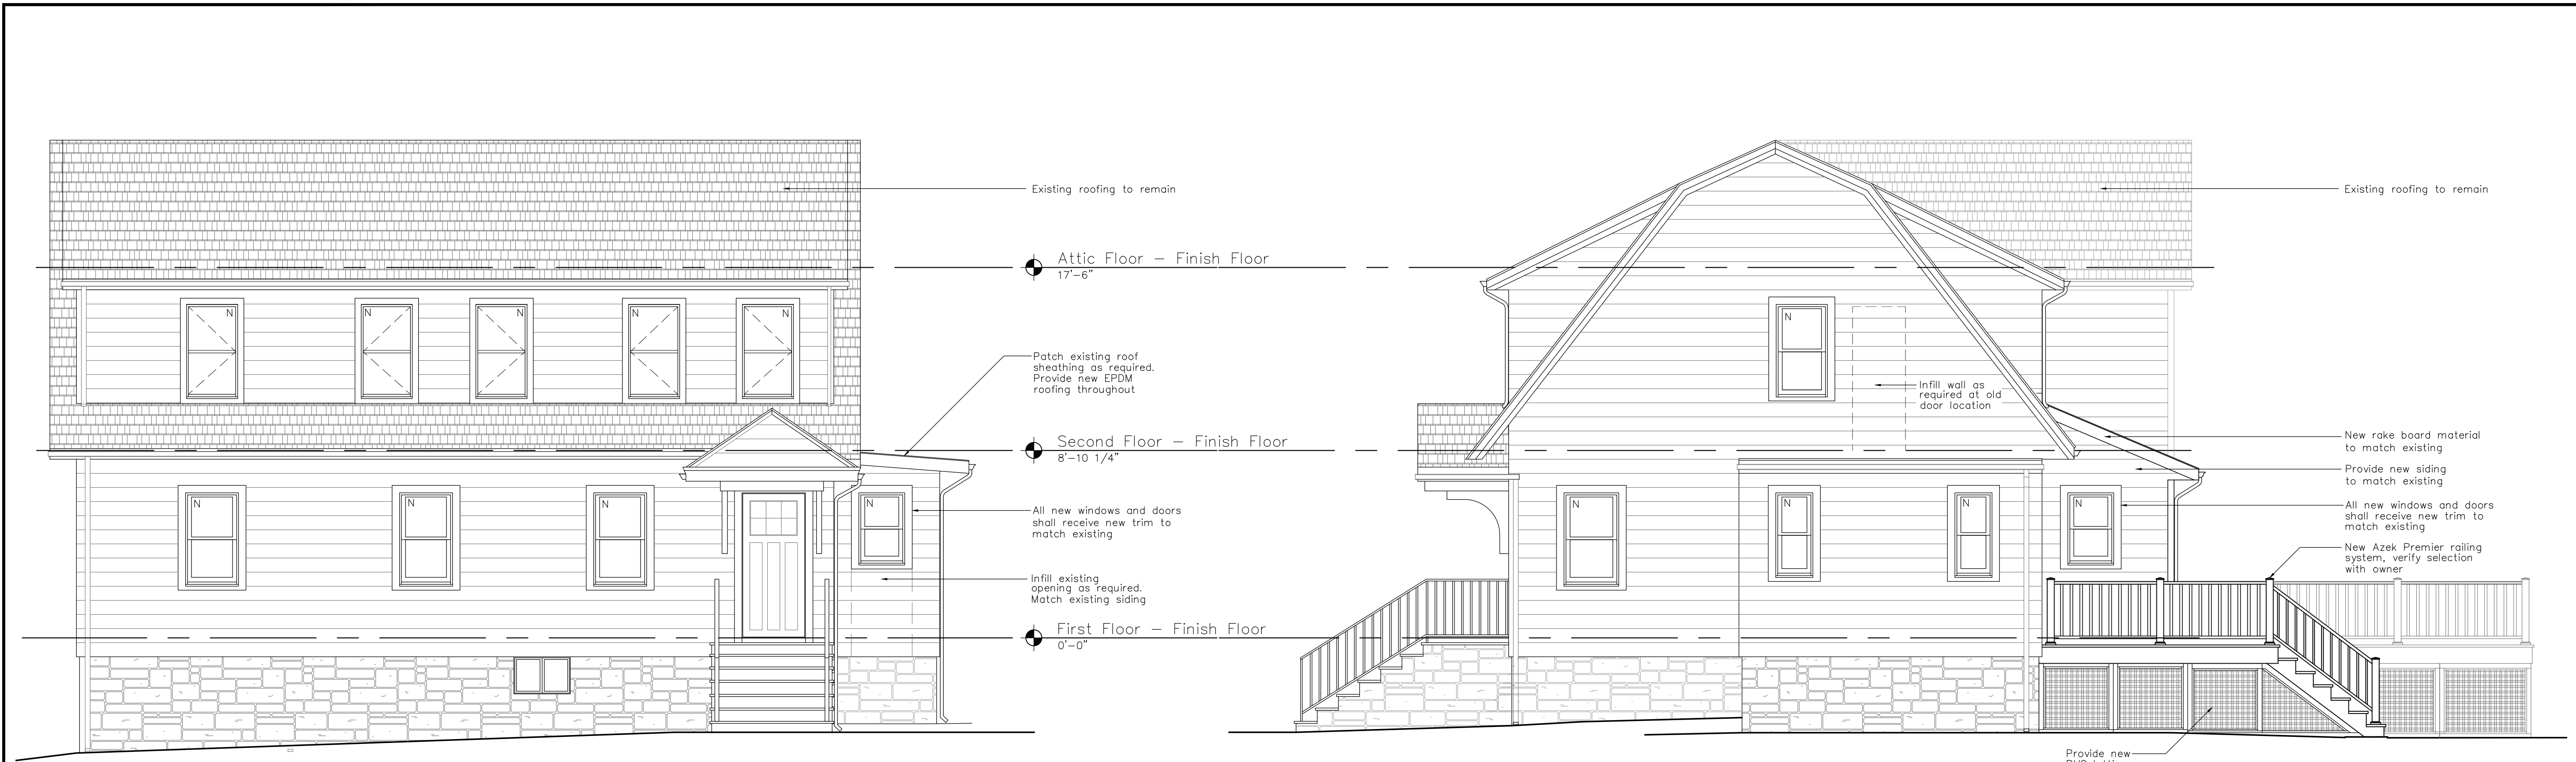 Existing roofing to remain
Attic Floor – Finish Floor
17'-6"
N
N
N
N
N
Patch existing roof
sheathing as required.
Provide new EPDM
roofing throughout
Second Floor – Finish Floor
8'-10 1/4"
N
N
N
N
All new windows and doors
shall receive new trim to
match existing
Infill existing
opening as required.
Match existing siding
First Floor – Finish Floor
0'-0"
Existing roofing to remain
N
Infill wall as
required at old
door location
New rake board material
to match existing
Provide new siding
to match existing
N
N
N
N
All new windows and doors
shall receive new trim to
match existing
New Azek Premier railing
system, verify selection
with owner
Provide new